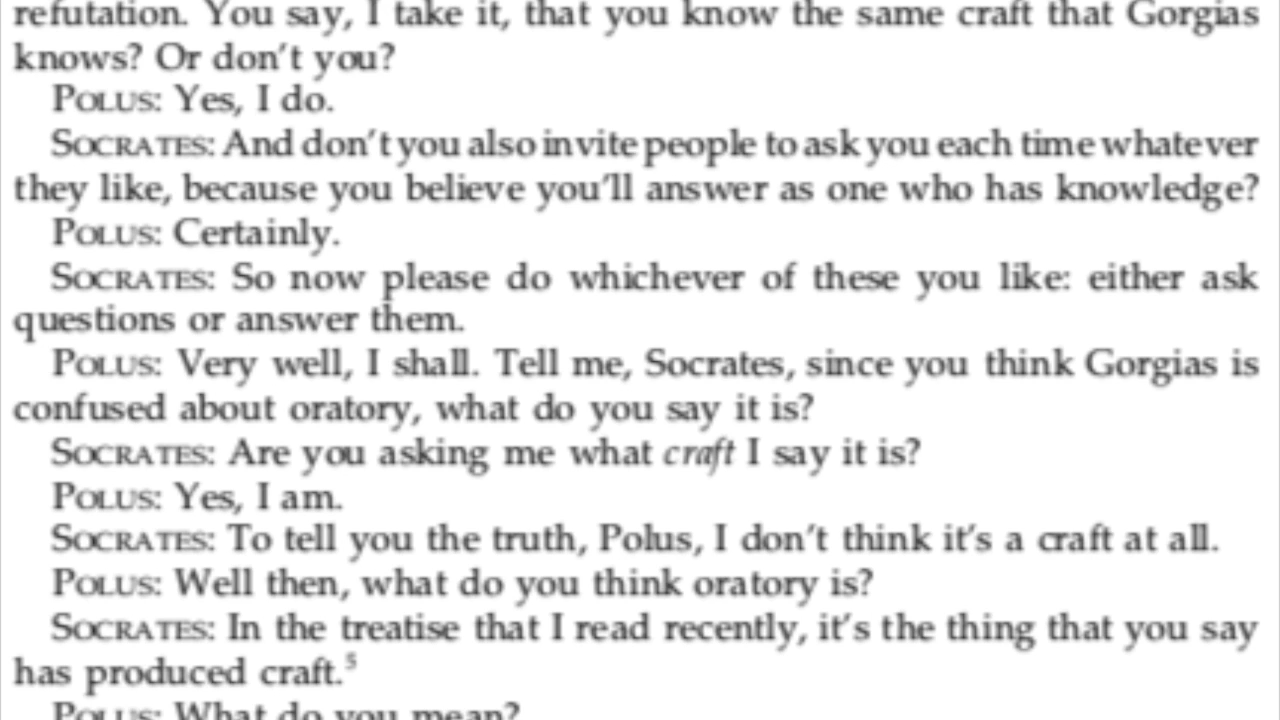 refutation. You say, I take it, that you know the same craft that Gorgias
knows? Or don't you?
POLUS: Yes, I do.
SOCRATES: And don't you also invite people to ask you each time whatever
they like, because you believe you'll answer as one who has knowledge?
POLUS: Certainly.
SOCRATES: So now please do whichever of these you like: either ask
questions or answer them.
POLUS: Very well, I shall. Tell me, Socrates, since you think Gorgias is
confused about oratory, what do you say it is?
SOCRATES: Are you asking me what craft I say it is?
POLUS: Yes, I am.
SOCRATES: To tell you the truth, Polus, I don't think it's a craft at all.
POLUS: Well then, what do you think oratory is?
SOCRATES: In the treatise that I read recently, it's the thing that you say
has produced craft.⁵
POLUS: What do you mean?